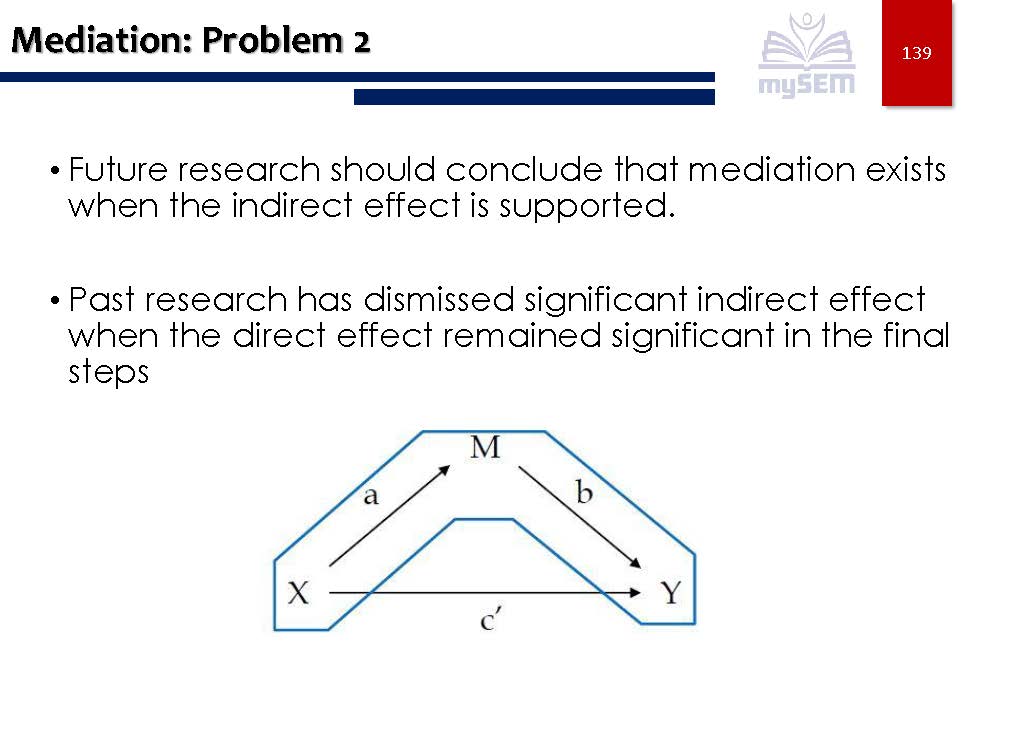 Mediation: Problem 2
mySEM
139
• Future research should conclude that mediation exists
when the indirect effect is supported.
• Past research has dismissed significant indirect effect
when the direct effect remained significant in the final
steps
M
a
b
X
Y
c′